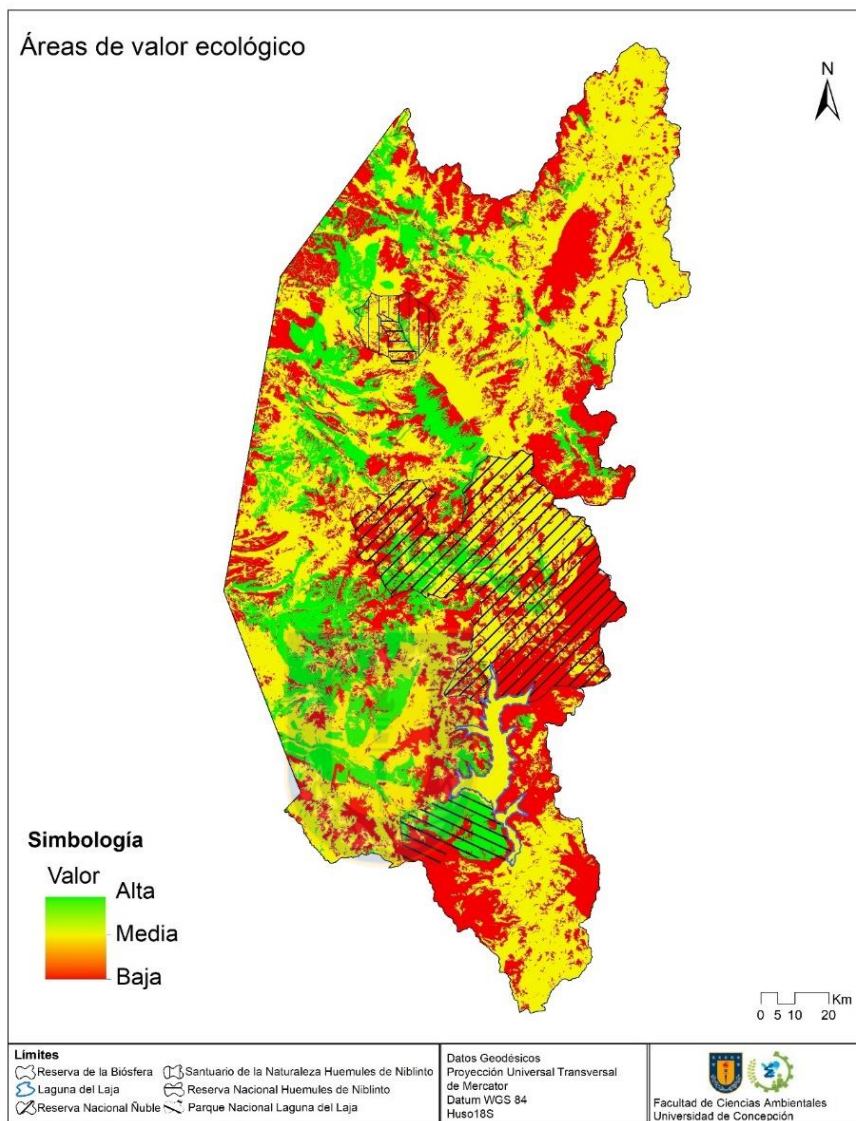 Áreas de valor ecológico
N
Simbología
Valor
Alta
Media
Baja
Km
0 5 10 20
Límites
Reserva de la Biósfera
Laguna del Laja
Reserva Nacional Ñuble
Santuario de la Naturaleza Huemules de Niblinto
Reserva Nacional Huemules de Niblinto
Parque Nacional Laguna del Laja
Datos Geodésicos
Proyección Universal Transversal
de Mercator
Datum WGS 84
Huso18S
Facultad de Ciencias Ambientales
Universidad de Concepción